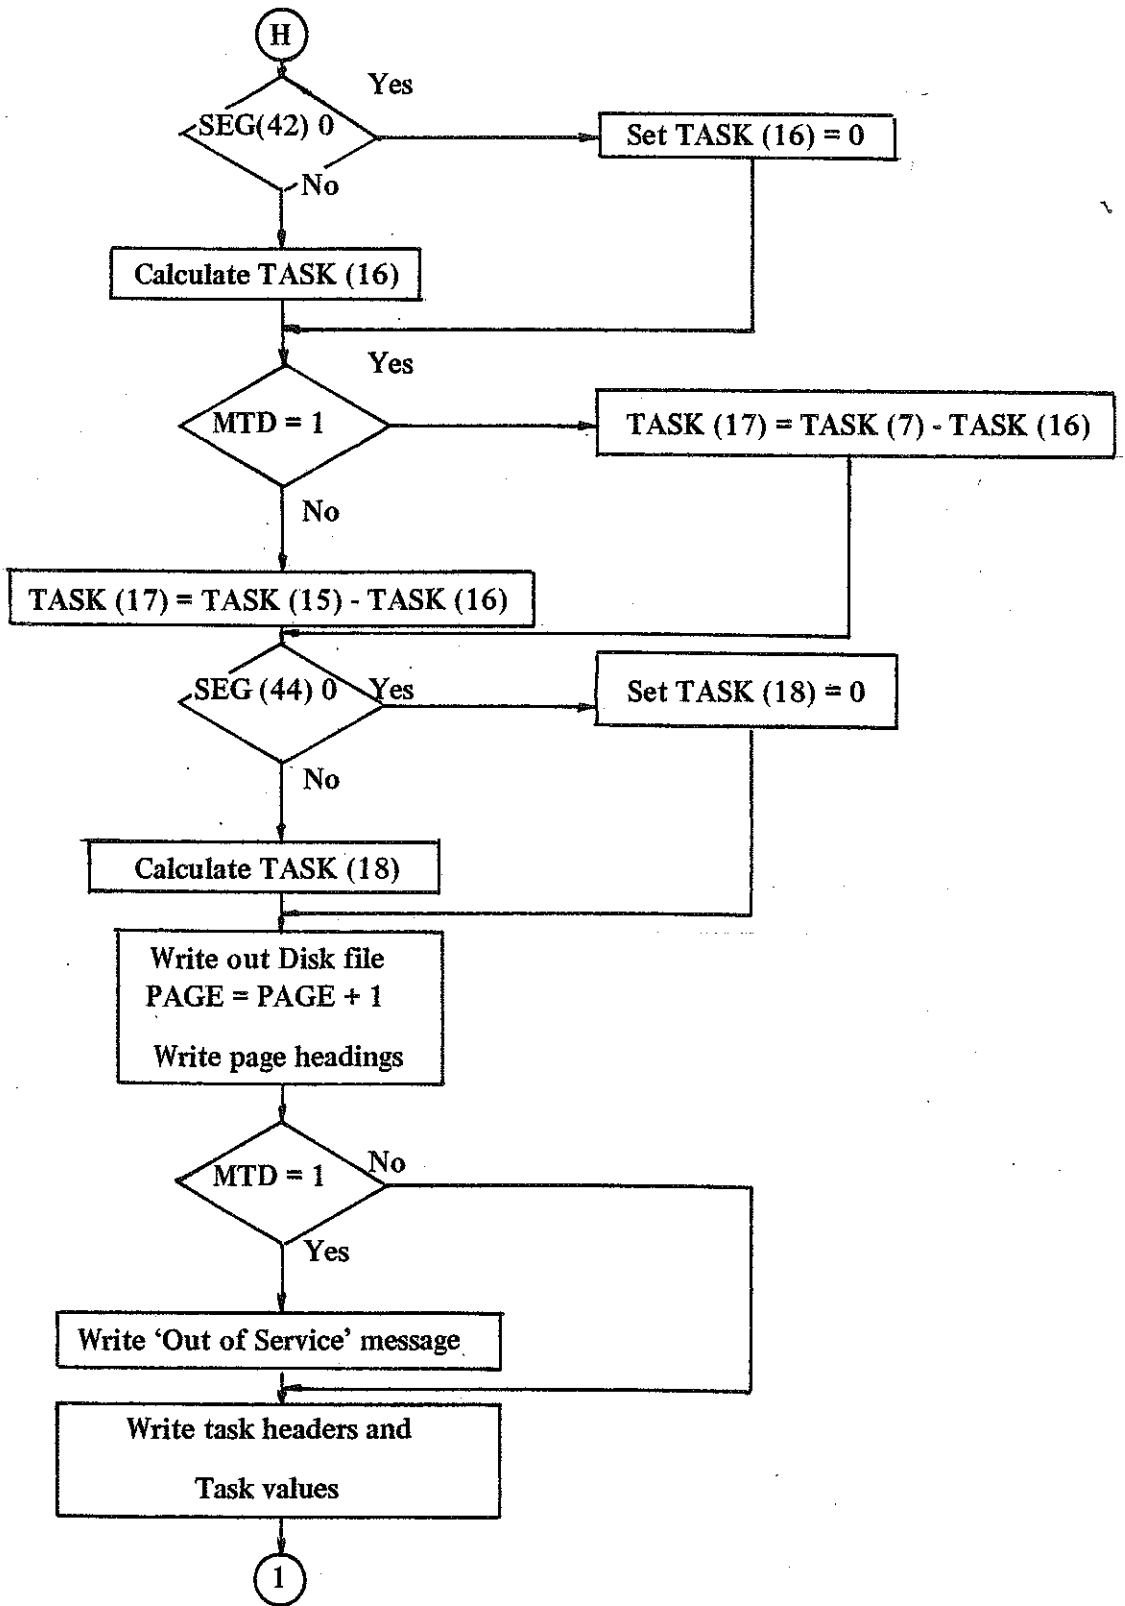 H
Yes
SEG(42) 0
Set TASK (16) = 0
No
Calculate TASK (16)
Yes
MTD = 1
TASK (17) = TASK (7) - TASK (16)
No
TASK (17) = TASK (15) - TASK (16)
SEG (44) 0
Yes
Set TASK (18) = 0
No
Calculate TASK (18)
Write out Disk file
PAGE = PAGE + 1
Write page headings
MTD = 1
No
Yes
Write ‘Out of Service’ message
Write task headers and
Task values
1